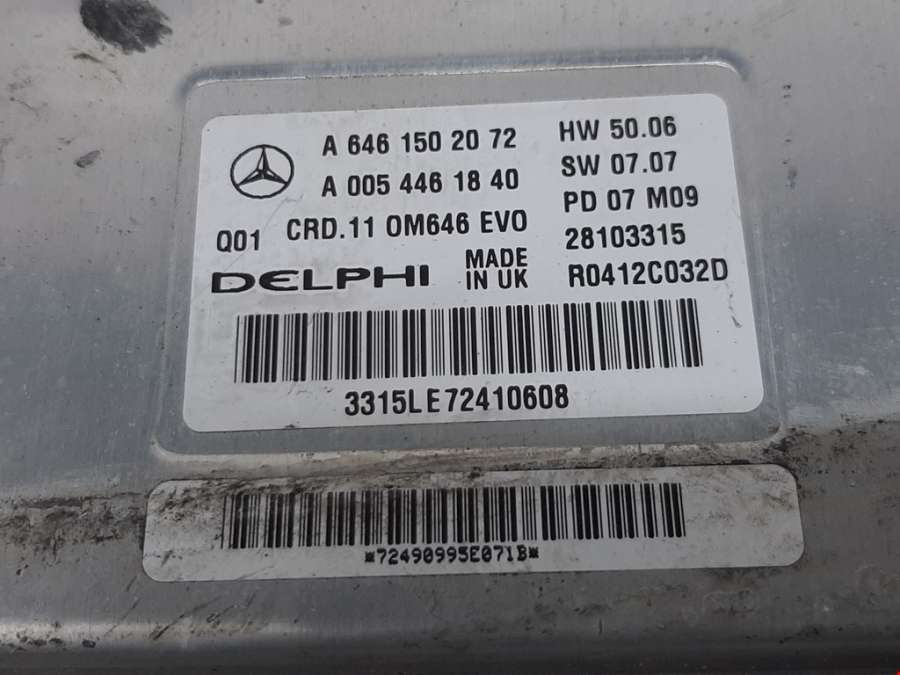 A 646 150 20 72
A 005 446 18 40
Q01 CRD.11 OM646 EVO
DELPHI MADE IN UK
HW 50.06
SW 07.07
PD 07 M09
28103315
R0412C032D
3315LE72410608
*72490995E071B*